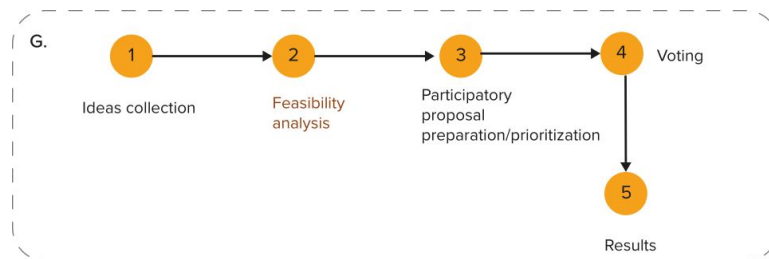 G.
1
2
3
4
Voting
Ideas collection
Feasibility
analysis
Participatory
proposal
preparation/prioritization
5
Results